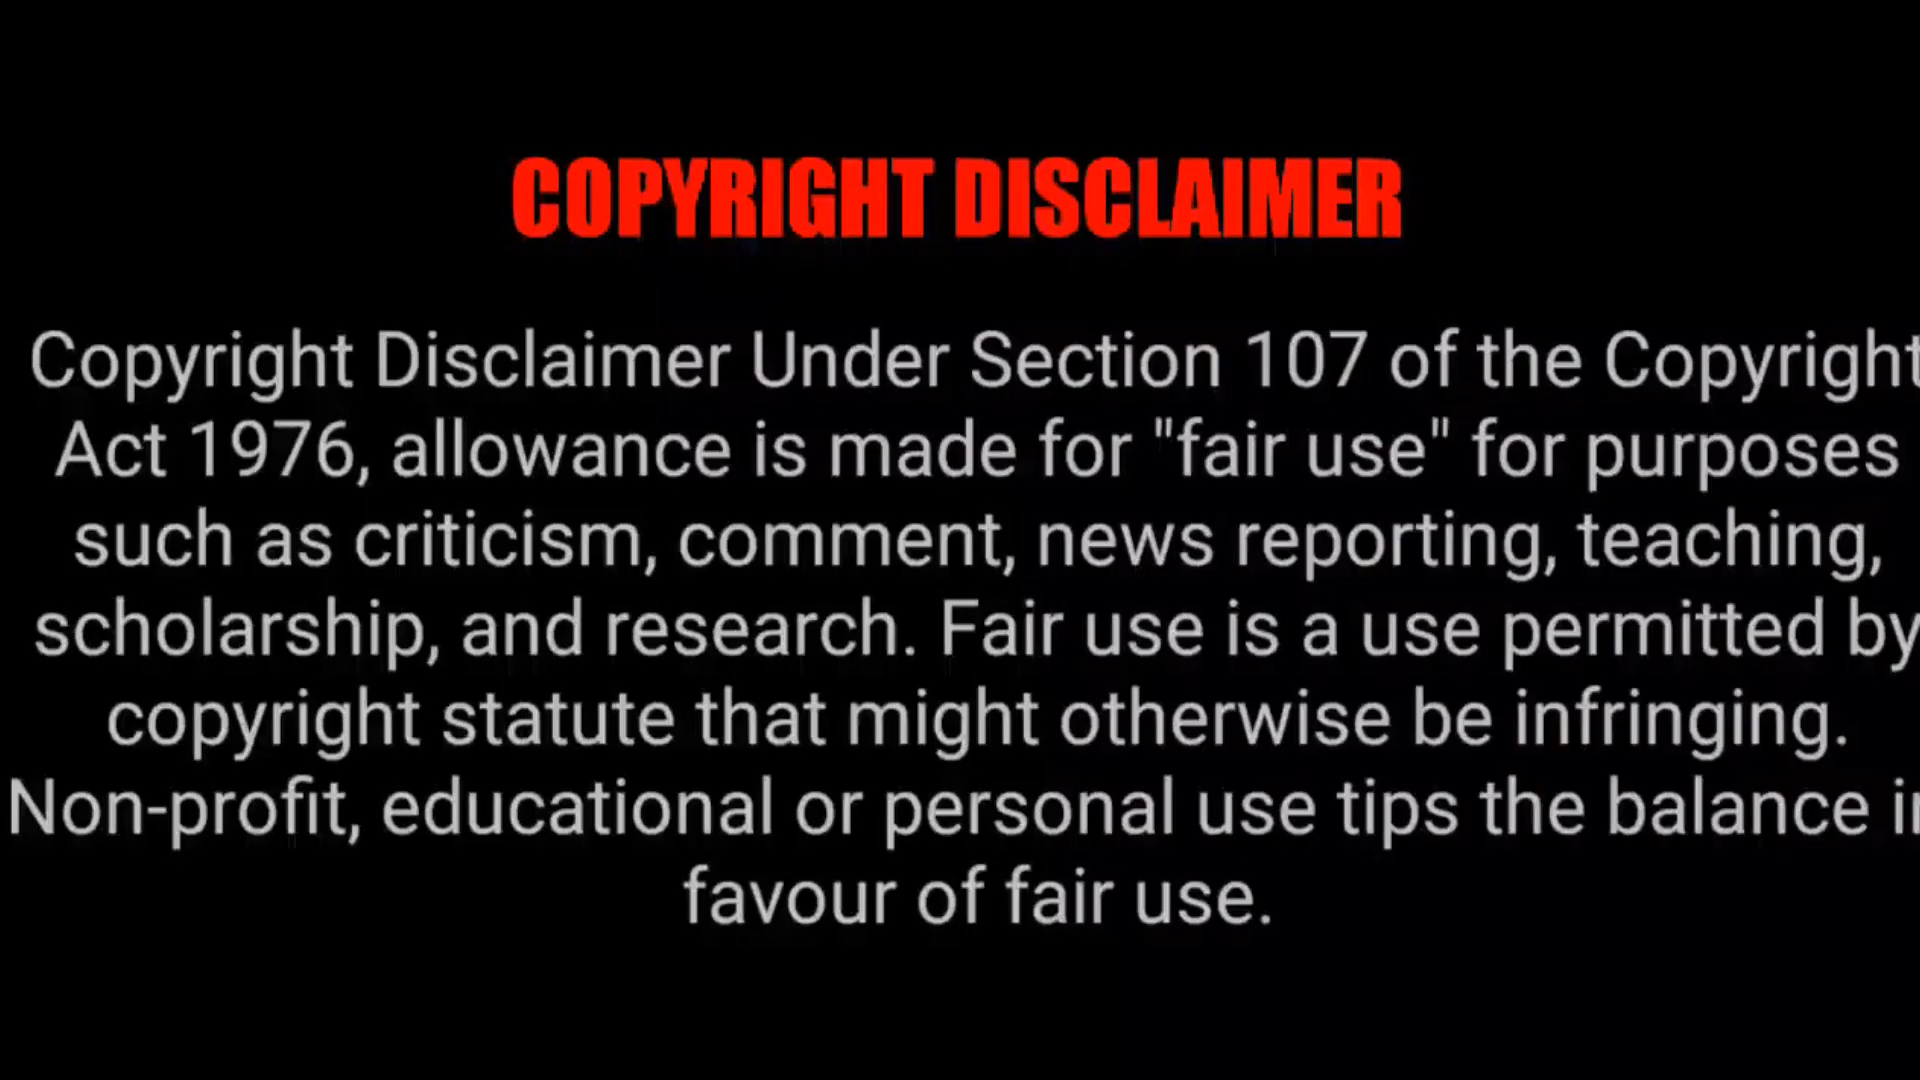 COPYRIGHT DISCLAIMER
Copyright Disclaimer Under Section 107 of the Copyright
Act 1976, allowance is made for "fair use" for purposes
such as criticism, comment, news reporting, teaching,
scholarship, and research. Fair use is a use permitted by
copyright statute that might otherwise be infringing.
Non-profit, educational or personal use tips the balance in
favour of fair use.